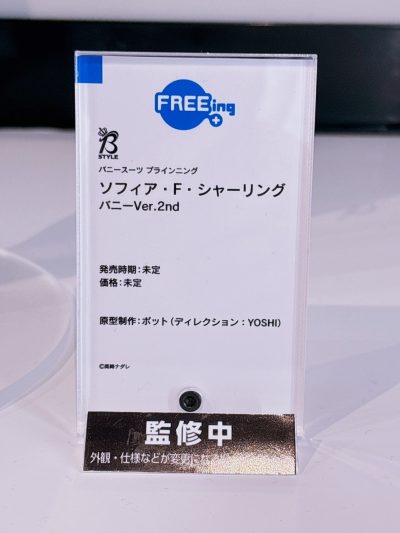 FREEing
B
STYLE
バニースーツ プランニング
ソフィア・F・シャーリング
バニーVer.2nd
発売時期：未定
価格：未定
原型制作：ボット（ディレクション：YOSHI）
©高崎ナダレ
監修中
外観・仕様などが変更にな